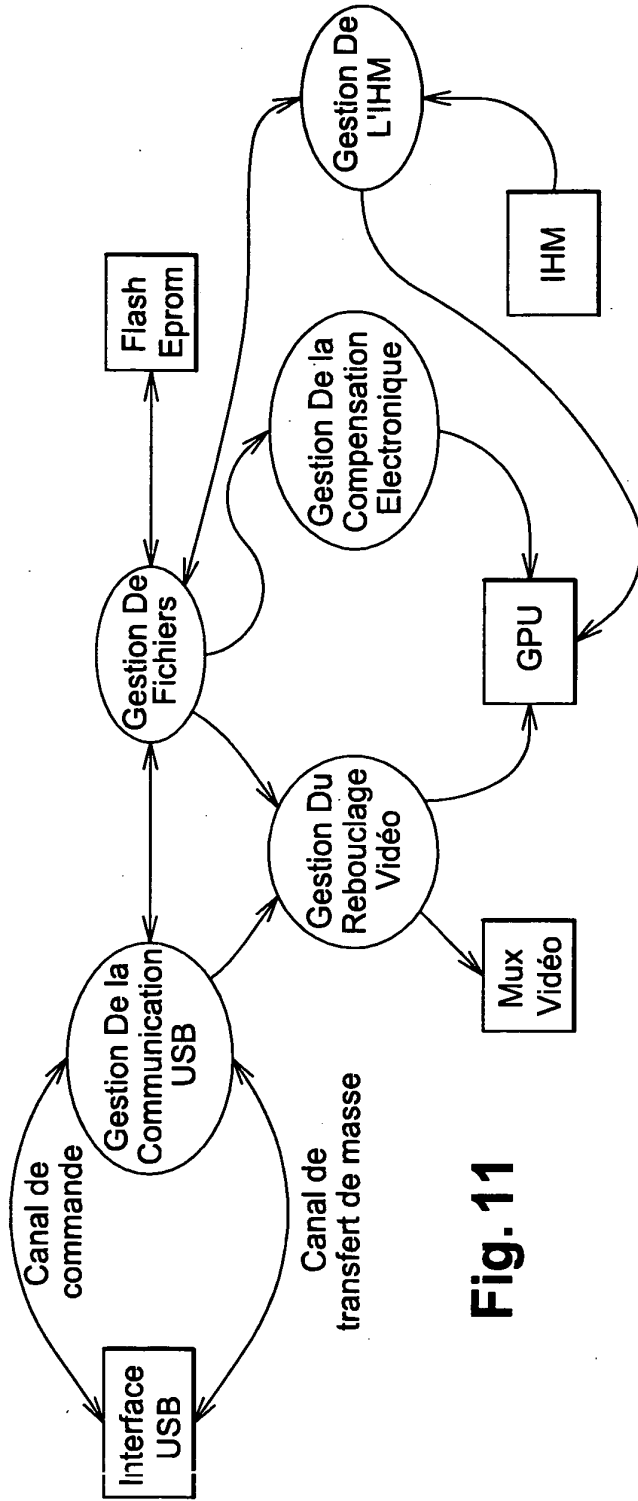 Interface
USB
Canal de
commande
Canal de
transfert de masse
Gestion De la
Communication
USB
Gestion De
Fichiers
Flash
Eprom
Gestion Du
Rebouclage
Vidéo
Mux
Vidéo
Gestion De la
Compensation
Electronique
GPU
Gestion De
L'IHM
IHM
Fig. 11